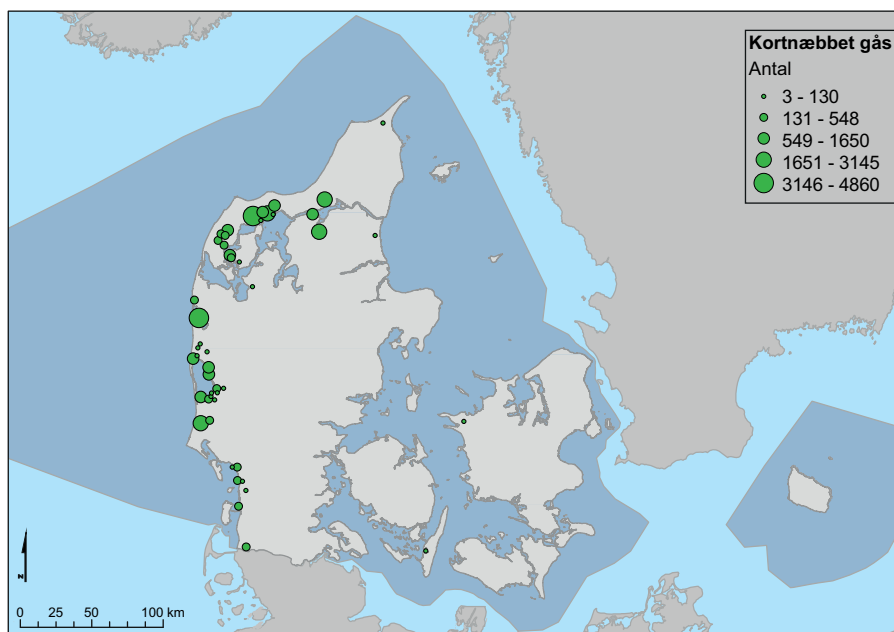 Kortnæbbet gås
Antal
3 - 130
131 - 548
549 - 1650
1651 - 3145
3146 - 4860
N
0 25 50 100 km